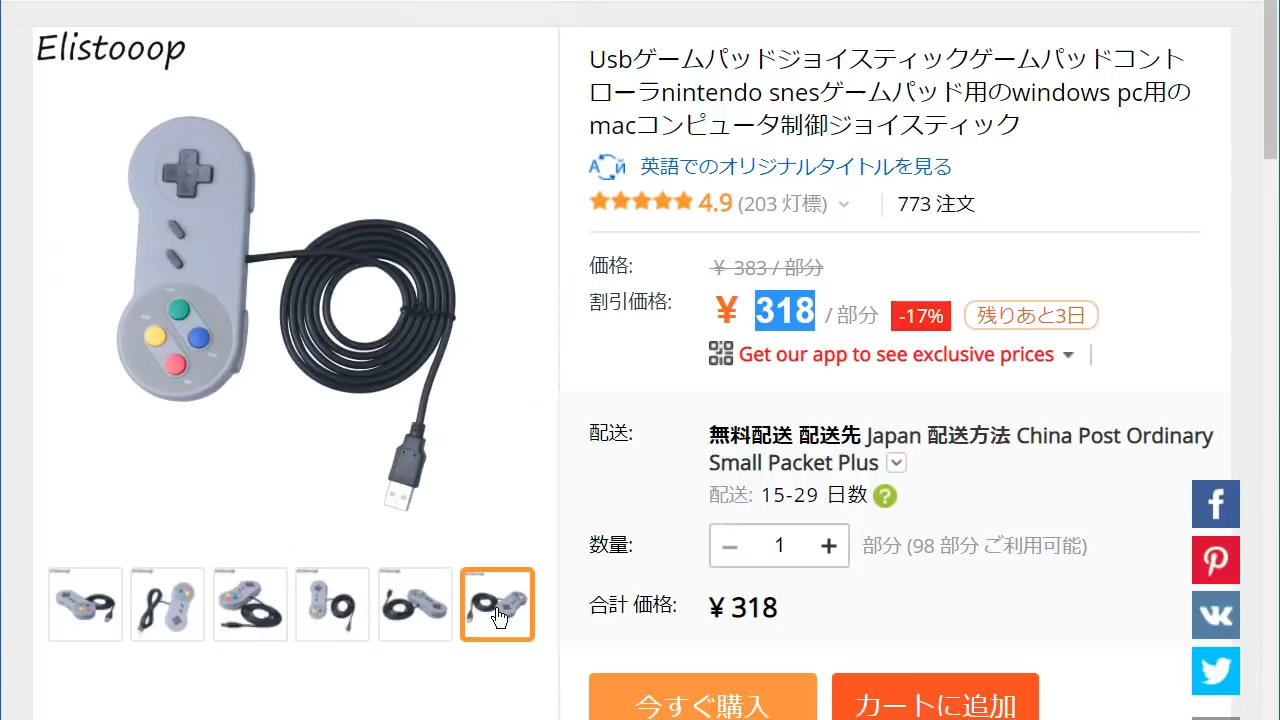 Elistooop
Usbゲームパッドジョイスティックゲームパッドコント
ローラnintendo snesゲームパッド用のwindows pc用の
macコンピュータ制御ジョイスティック
英語でのオリジナルタイトルを見る
4.9 (203 灯標) 773 注文
価格: ¥ 383 / 部分
割引価格: ¥ 318 / 部分 -17% 残りあと3日
Get our app to see exclusive prices
配送: 無料配送 配送先 Japan 配送方法 China Post Ordinary
Small Packet Plus
配送: 15-29 日数 ?
数量: − 1 + 部分 (98 部分 ご利用可能)
合計 価格: ¥ 318
今すぐ購入 カートに追加